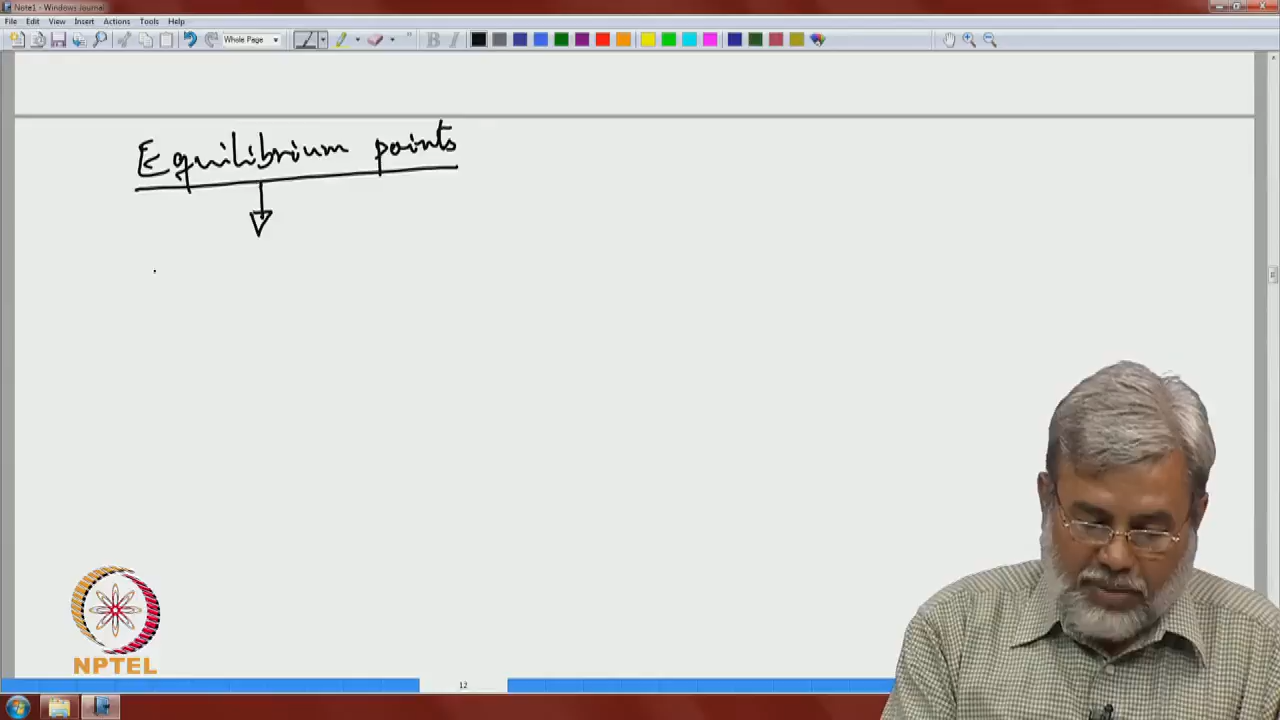 Note1 - Windows Journal
File Edit View Insert Actions Tools Help
Whole Page
B I
Equilibrium points
NPTEL
12